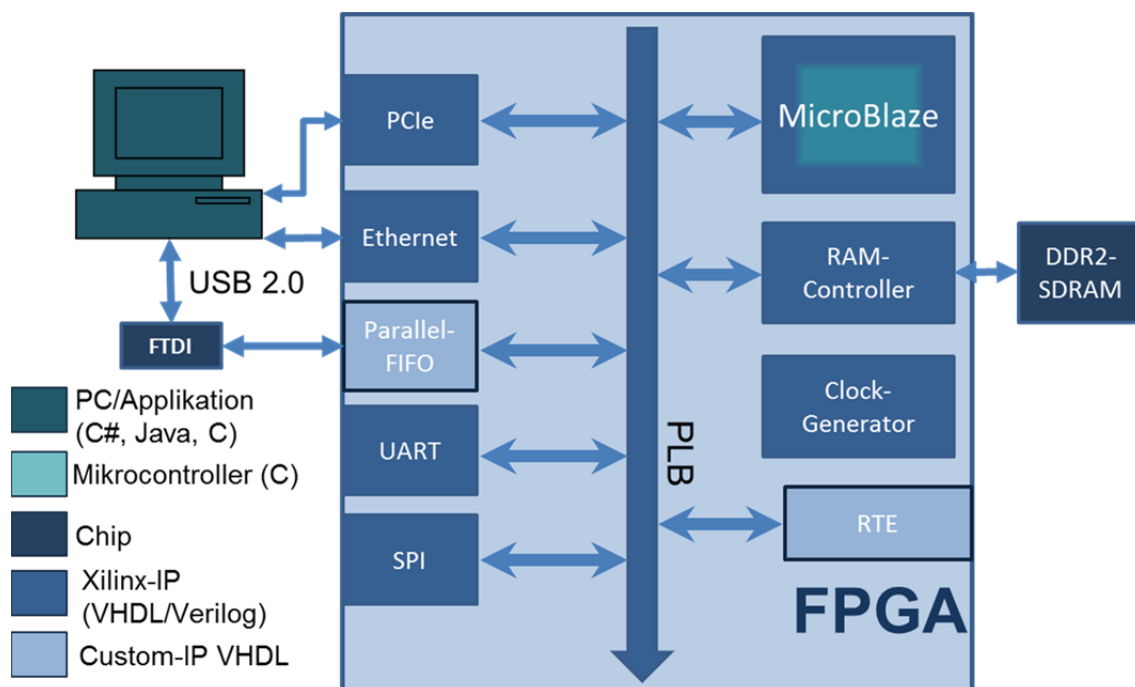 PCIe
MicroBlaze
Ethernet
USB 2.0
RAM-
Controller
DDR2-
SDRAM
FTDI
Parallel-
FIFO
PC/Applikation
(C#, Java, C)
Clock-
Generator
UART
PLB
Mikrocontroller (C)
Chip
RTE
SPI
Xilinx-IP
(VHDL/Verilog)
FPGA
Custom-IP VHDL